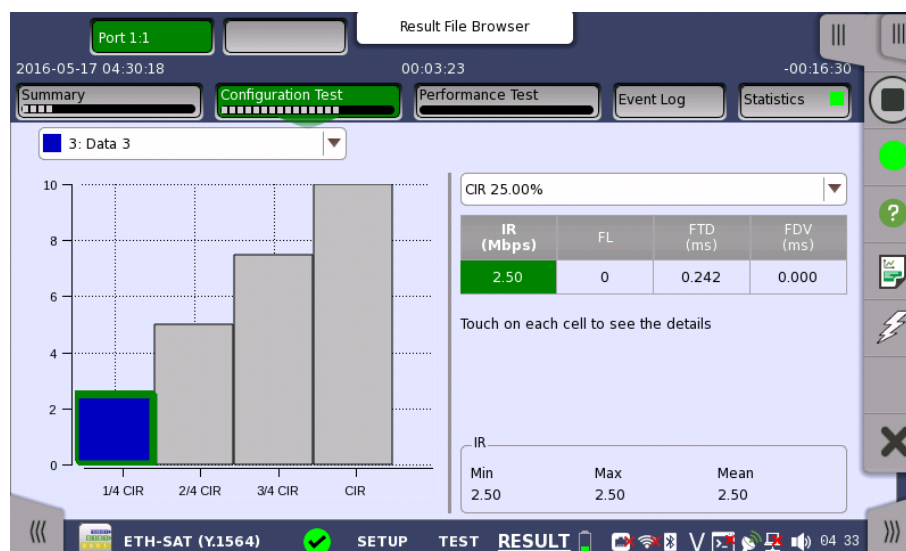 Port 1:1
Result File Browser
2016-05-17 04:30:18 00:03:23 -00:16:30
Summary Configuration Test Performance Test Event Log Statistics
3: Data 3
CIR 25.00%
IR (Mbps) FL FTD (ms) FDV (ms)
2.50 0 0.242 0.000
Touch on each cell to see the details
10
8
6
4
2
0
1/4 CIR 2/4 CIR 3/4 CIR CIR
IR
Min Max Mean
2.50 2.50 2.50
ETH-SAT (Y.1564) SETUP TEST RESULT V 04 33